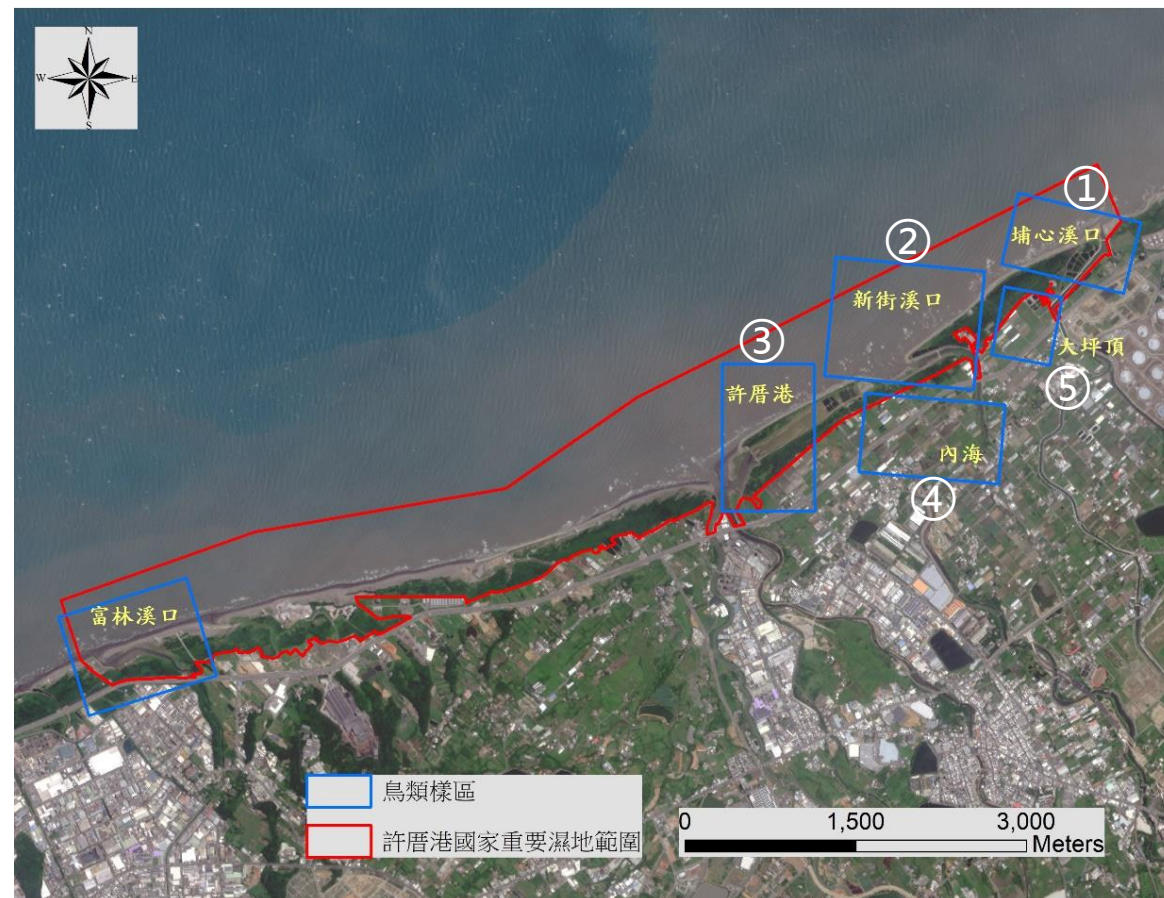 N
W E
S
①
埔心溪口
②
新街溪口
③
大坪頂
許厝港
⑤
內海
④
富林溪口
鳥類樣區
許厝港國家重要濕地範圍
0 1,500 3,000
Meters